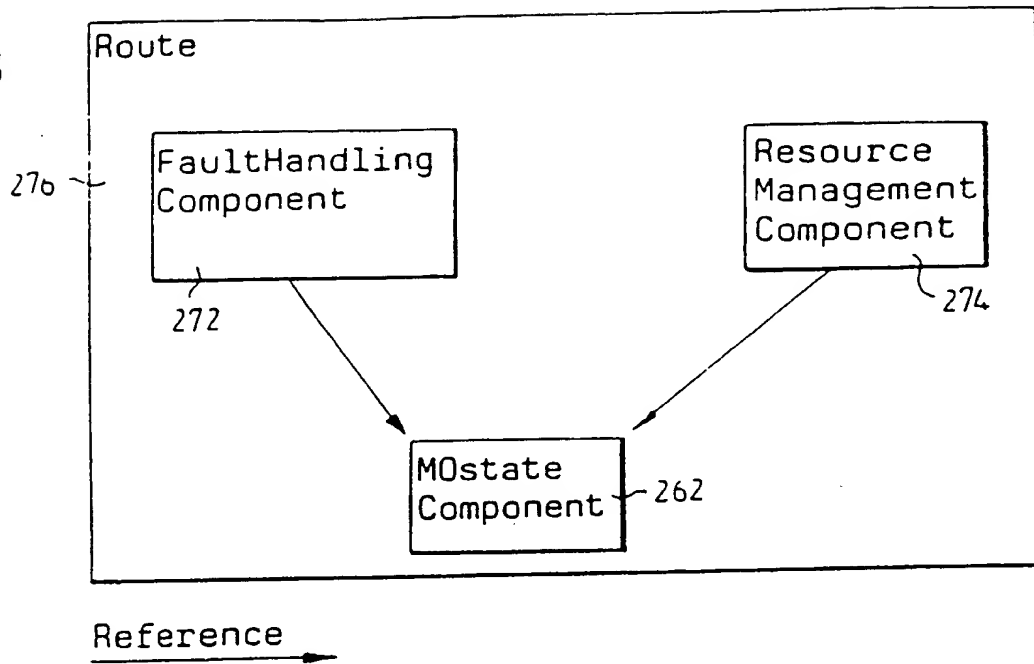 Route
FaultHandling
Component
Resource
Management
Component
276
272
274
MOstate
Component
262
Reference